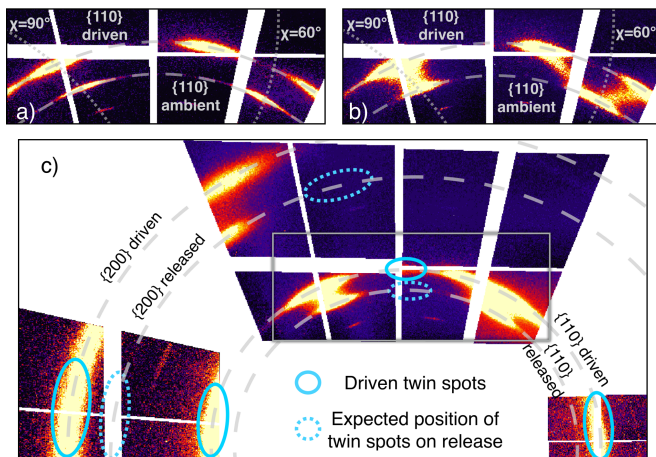 χ=90°
{110}
driven
χ=60°
{110}
ambient
a)
χ=90°
{110}
driven
χ=60°
{110}
ambient
b)
c)
{200} driven
{200} released
{110} driven
{110}
released
Driven twin spots
Expected position of
twin spots on release